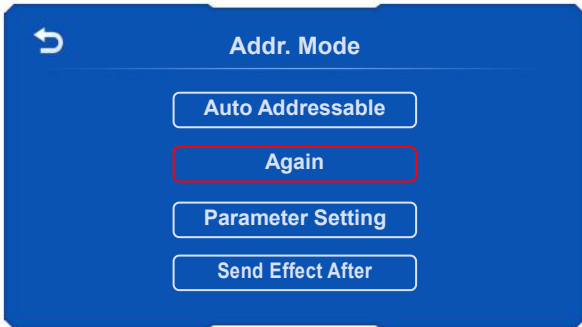 Addr. Mode
Auto Addressable
Again
Parameter Setting
Send Effect After